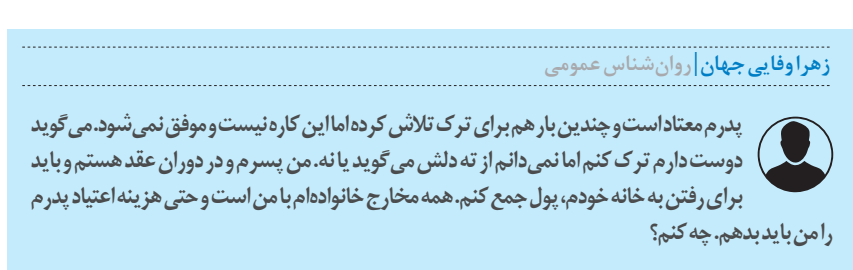 زهرا وفایی جهان|روان‌شناس عمومی
پدرم معتاد است و چندین بار هم برای ترک تلاش کرده اما این کاره نیست و موفق نمی‌شود. می‌گوید
دوست دارم ترک کنم اما نمی‌دانم از ته دلش می‌گوید یا نه. من پسرم و در دوران عقد هستم و باید
برای رفتن به خانه خودم، پول جمع کنم. همه مخارج خانواده‌ام با من است و حتی هزینه اعتیاد پدرم
را من باید بدهم. چه کنم؟